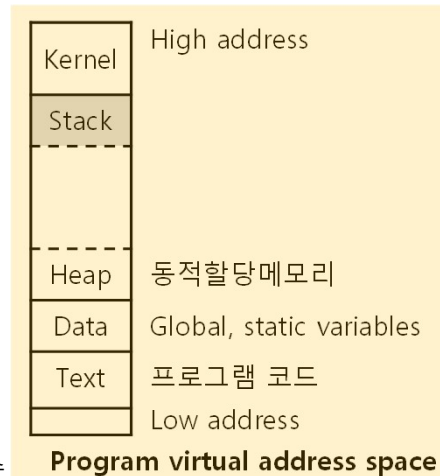 High address
Kernel
Stack
Heap 동적할당메모리
Data Global, static variables
Text 프로그램 코드
Low address
Program virtual address space